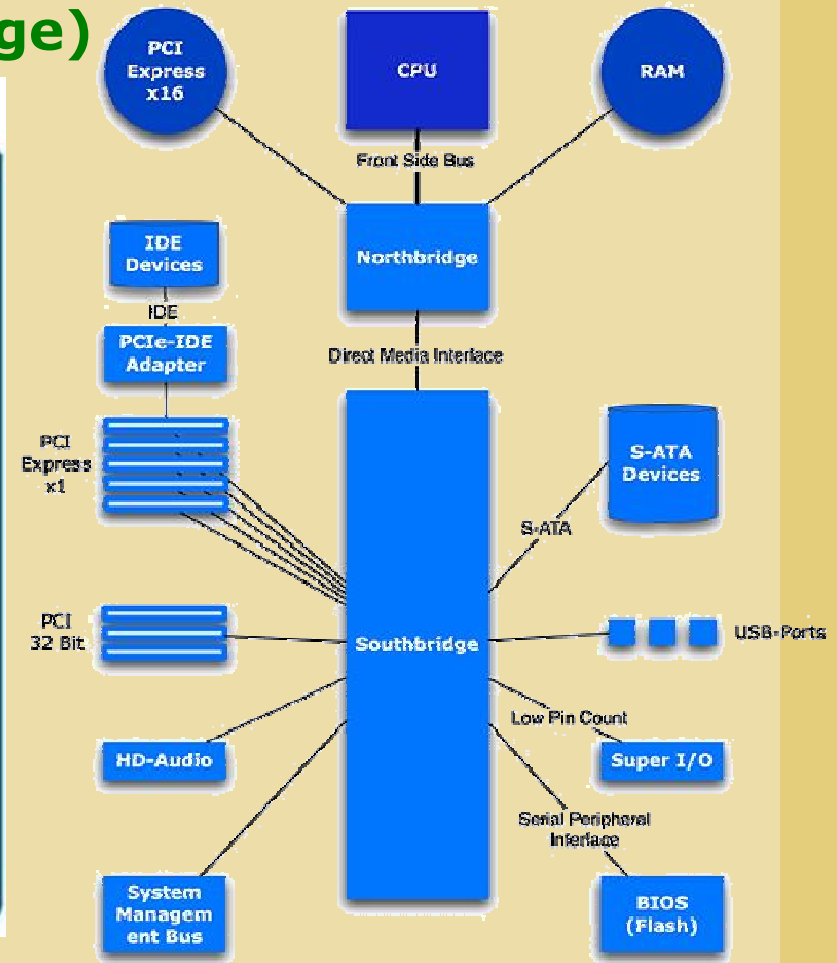 ge)
PCI
Express
x16
CPU
RAM
Front Side Bus
IDE
Devices
Northbridge
IDE
PCIe-IDE
Adapter
Direct Media Interface
PCI
Express
x1
S-ATA
Devices
S-ATA
PCI
32 Bit
Southbridge
USB-Ports
Low Pin Count
HD-Audio
Super I/O
Serial Peripheral
Interface
System
Managem
ent Bus
BIOS
(Flash)